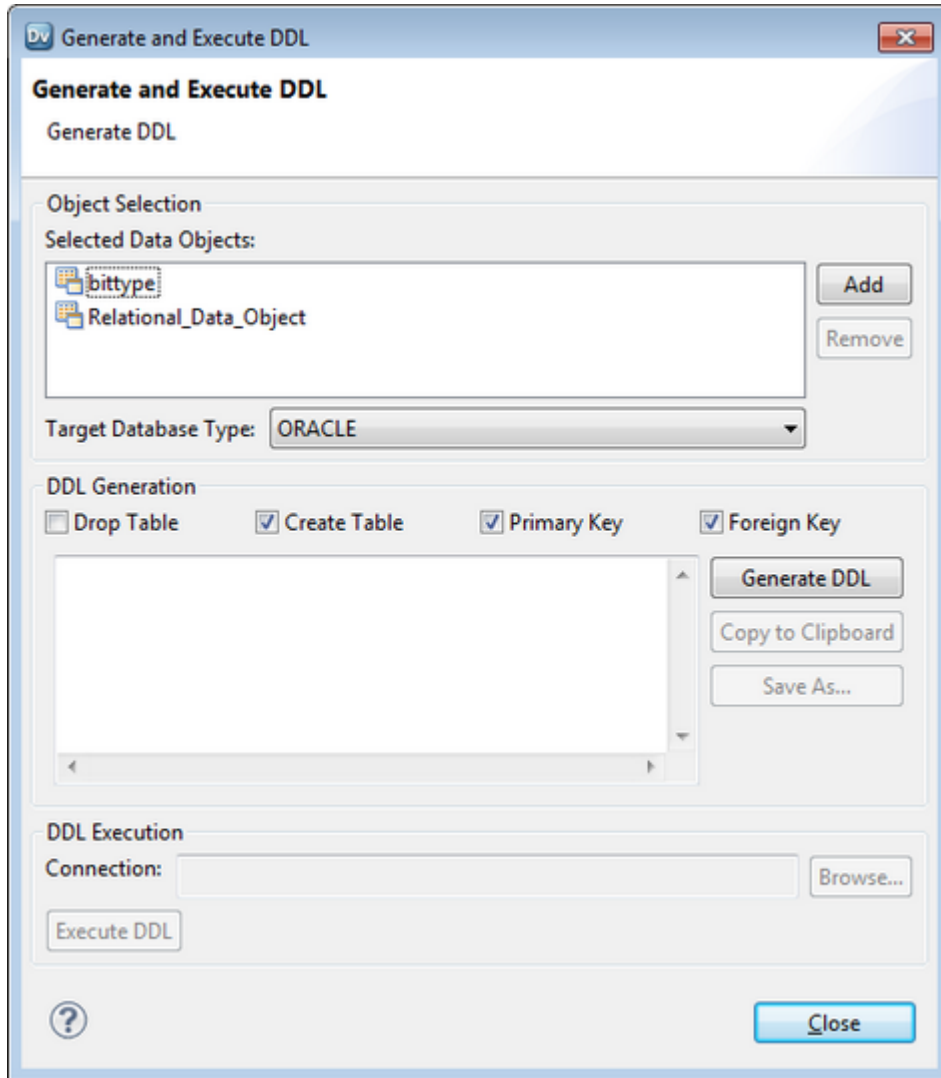 Dv Generate and Execute DDL
Generate and Execute DDL
Generate DDL
Object Selection
Selected Data Objects:
bittype
Add
Relational_Data_Object
Remove
Target Database Type: ORACLE
DDL Generation
Drop Table Create Table Primary Key Foreign Key
Generate DDL
Copy to Clipboard
Save As...
DDL Execution
Connection: Browse...
Execute DDL
? Close